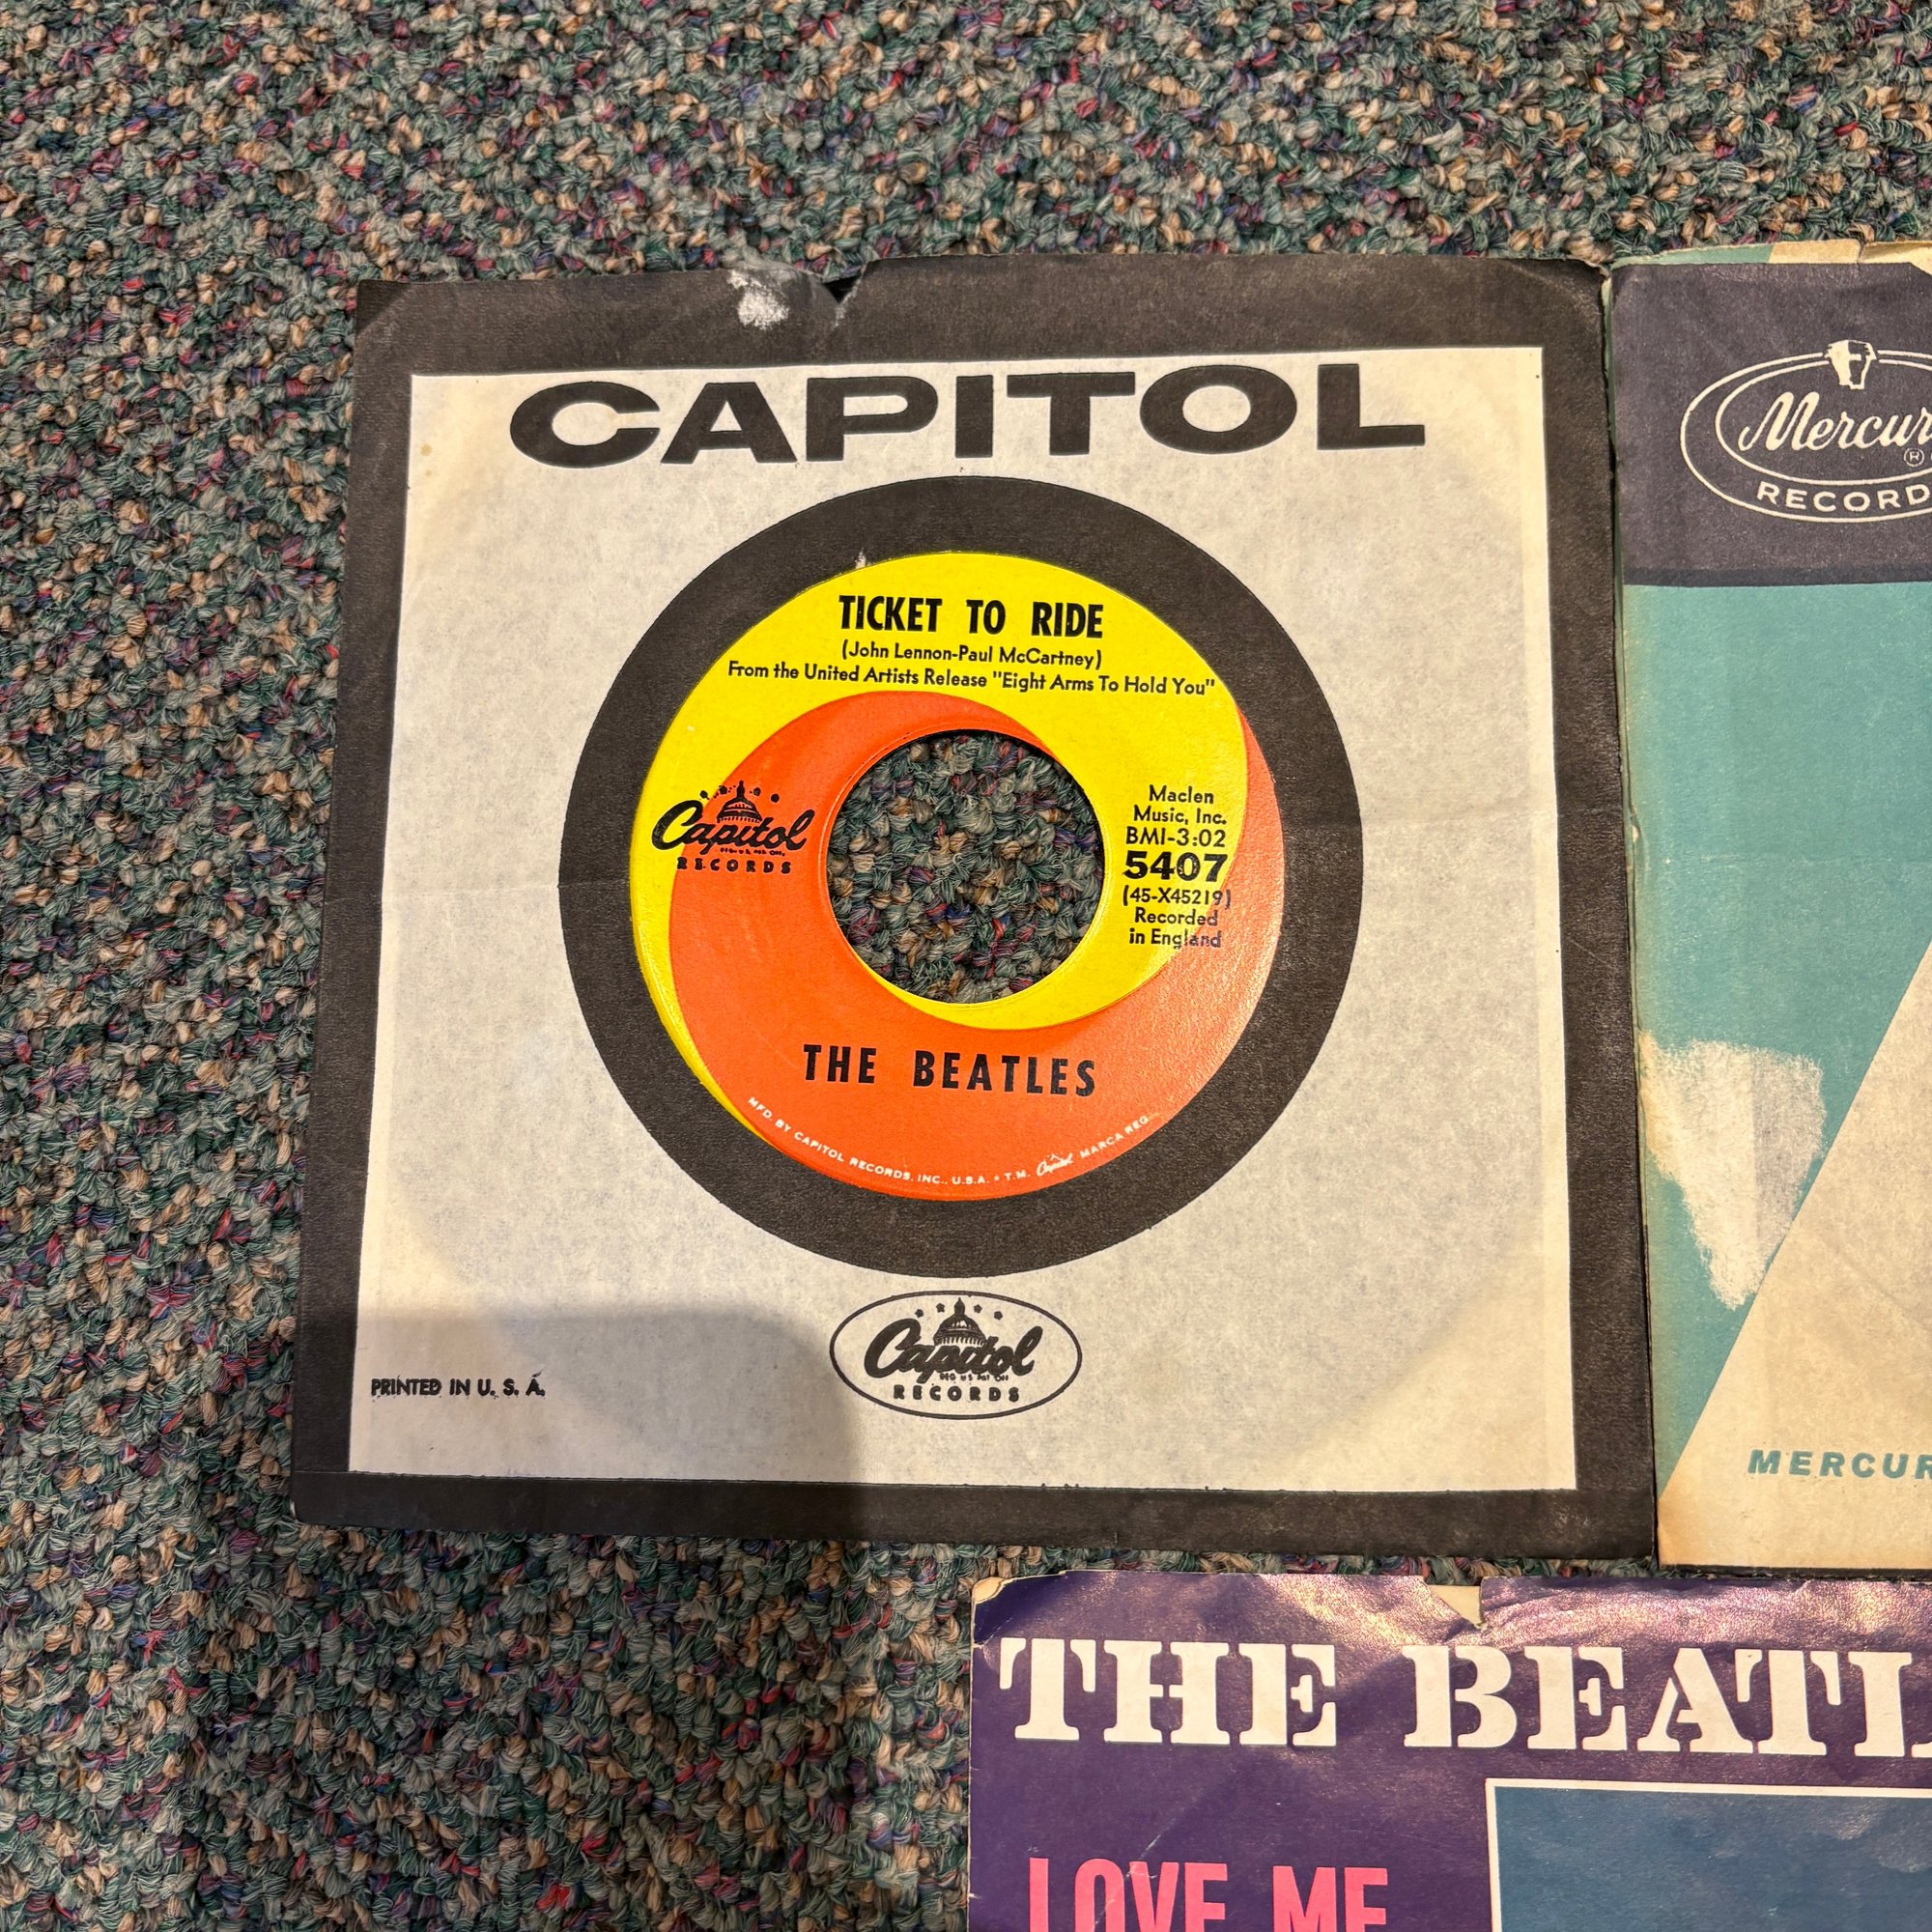 CAPITOL
TICKET TO RIDE
(John Lennon-Paul McCartney)
From the United Artists Release "Eight Arms To Hold You"
Capitol
RECORDS
Maclen
Music, Inc.
BMI-3:02
5407
(45-X45219)
Recorded
in England
THE BEATLES
MFD. BY CAPITOL RECORDS, INC., U.S.A. • T.M. Capitol MARCA REG.
Capitol
RECORDS
PRINTED IN U. S. A.
Mercur
RECORD
MERCUR
THE BEATL
LOVE ME